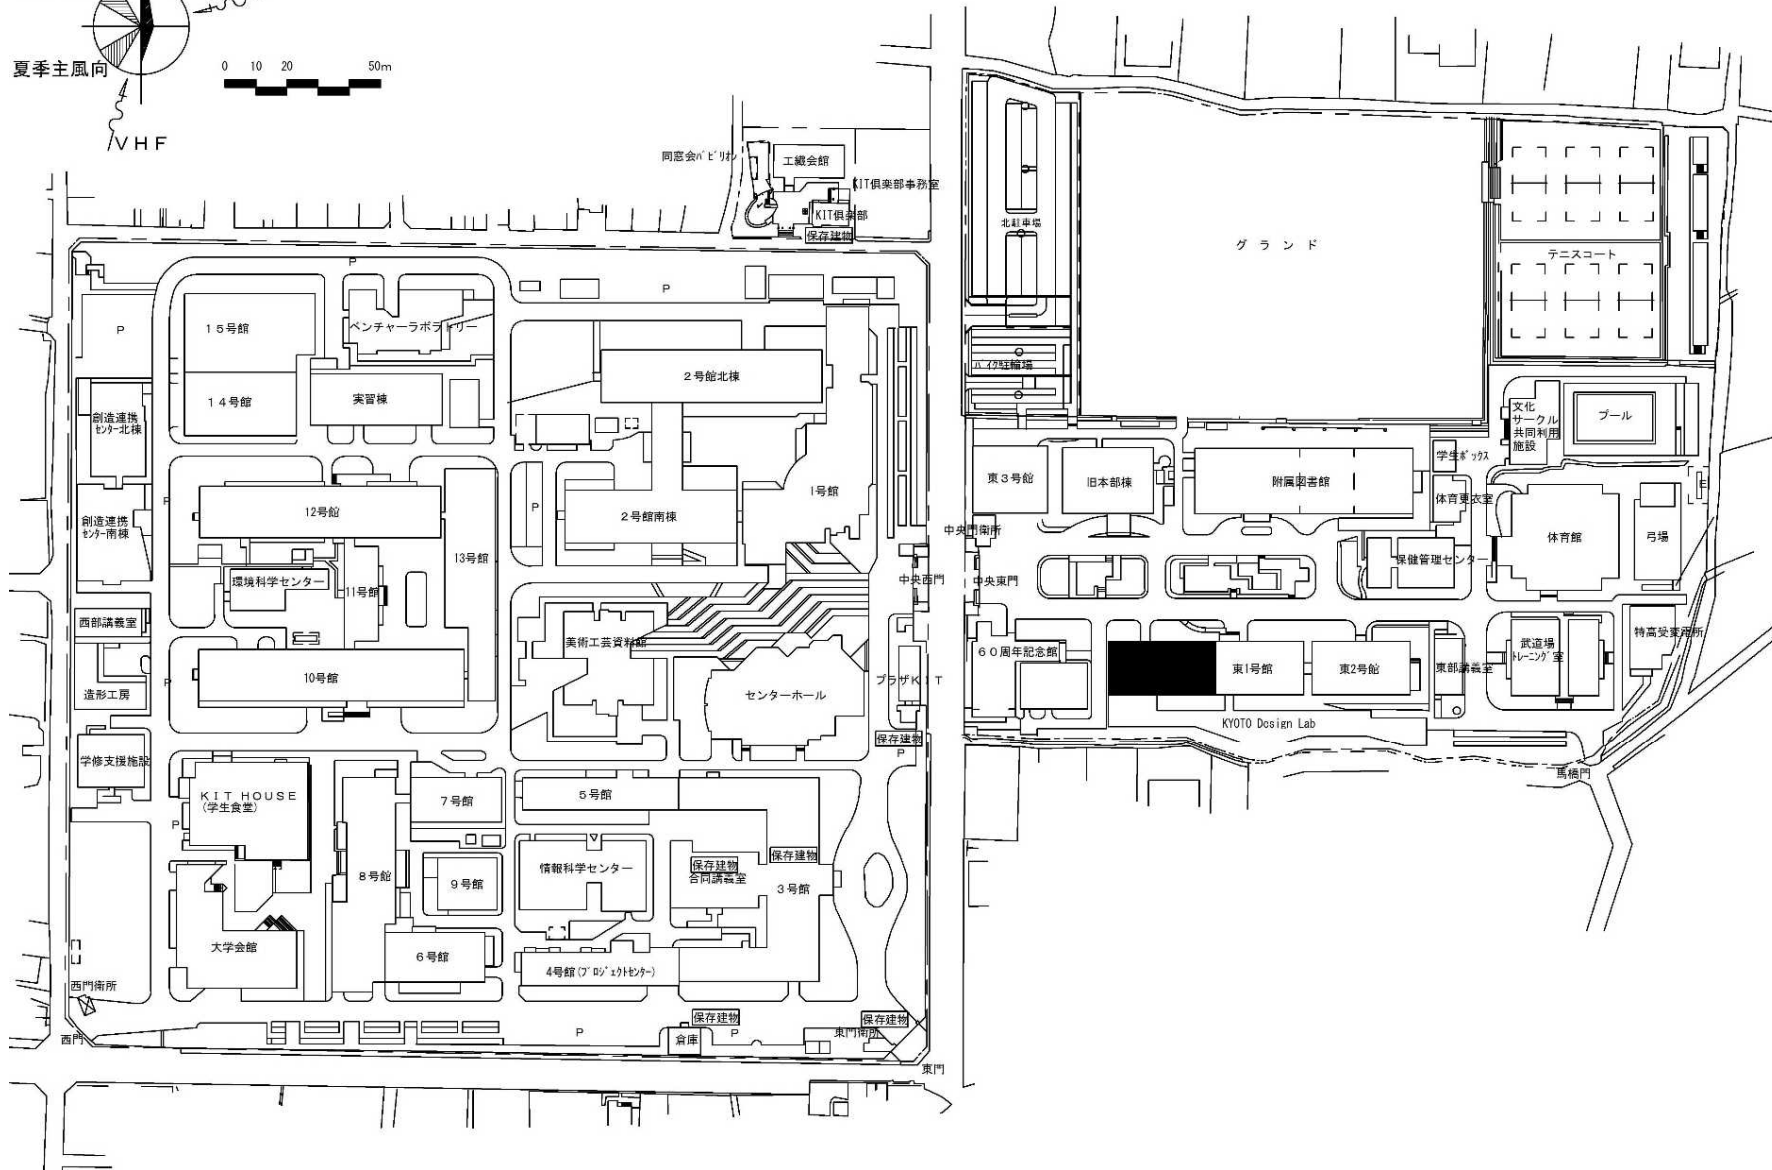 夏季主風向
0 10 20 50m
VHF
同窓会パビリオン
工繊会館
KIT倶楽部事務室
KIT倶楽部
保存建物
北駐車場
グランド
テニスコート
P
P
P
15号館
ベンチャーラボラトリー
2号館北棟
バイク駐輪場
14号館
実習棟
創造連携
センター北棟
文化
サークル
共同利用
施設
プール
学生ボックス
東3号館
旧本部棟
附属図書館
体育更衣室
1号館
P
P
12号館
2号館南棟
創造連携
センター南棟
中央門衛所
体育館
弓場
E
13号館
保健管理センター
環境科学センター
11号館
中央西門
中央東門
西部講義室
美術工芸資料館
60周年記念館
武道場
トレーニング室
特高受変電所
東1号館
東2号館
東部講義室
10号館
P
造形工房
センターホール
プラザKIT
KYOTO Design Lab
保存建物
P
学修支援施設
馬橋門
KIT HOUSE
(学生食堂)
P
7号館
5号館
保存建物
保存建物
情報科学センター
合同講義室
8号館
9号館
3号館
大学会館
6号館
4号館(プロジェクトセンター)
西門衛所
保存建物
保存建物
P
P
西門
倉庫
東門衛所
東門